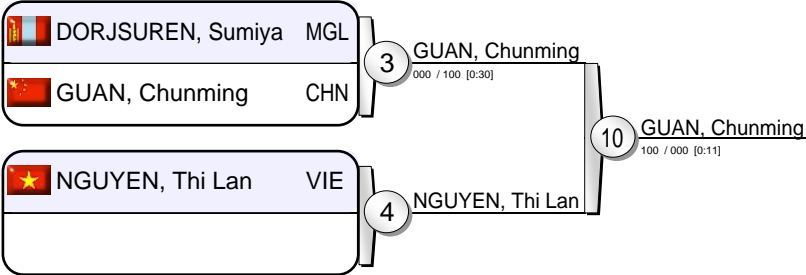 DORJSUREN, Sumiya MGL
GUAN, Chunming CHN
3
GUAN, Chunming
000 / 100 [0:30]
10
GUAN, Chunming
100 / 000 [0:11]
NGUYEN, Thi Lan VIE
4
NGUYEN, Thi Lan